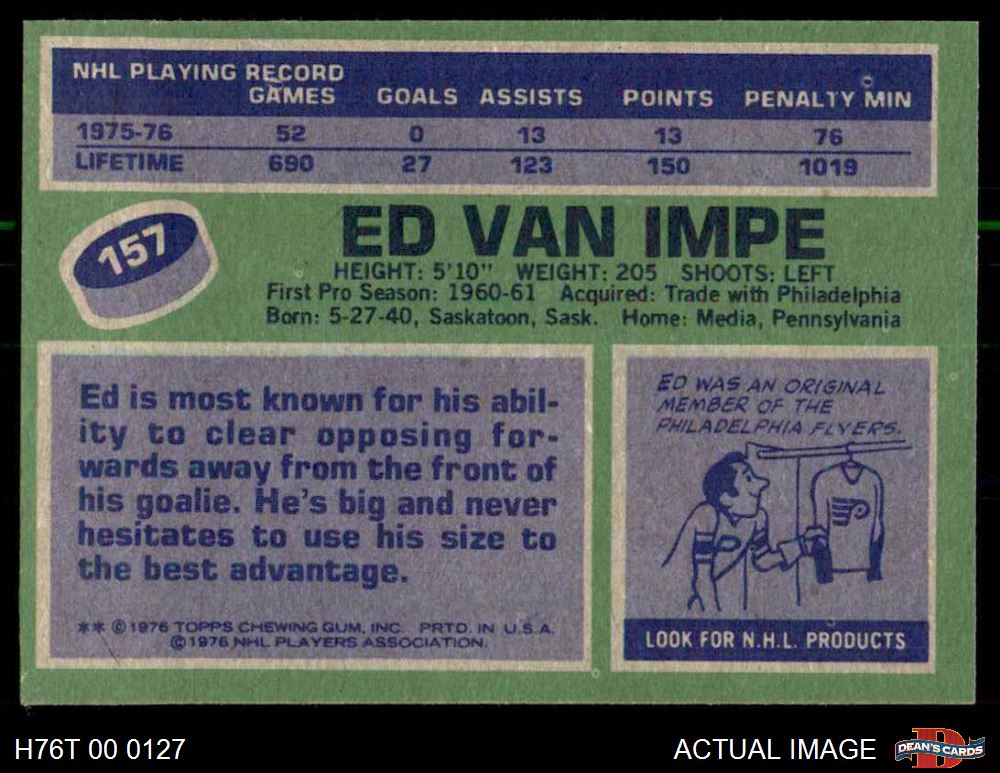 NHL PLAYING RECORD
GAMES GOALS ASSISTS POINTS PENALTY MIN
1975-76 52 0 13 13 76
LIFETIME 690 27 123 150 1019
157
ED VAN IMPE
HEIGHT: 5'10" WEIGHT: 205 SHOOTS: LEFT
First Pro Season: 1960-61 Acquired: Trade with Philadelphia
Born: 5-27-40, Saskatoon, Sask. Home: Media, Pennsylvania
Ed is most known for his abil-
ity to clear opposing for-
wards away from the front of
his goalie. He's big and never
hesitates to use his size to
the best advantage.
** © 1976 TOPPS CHEWING GUM, INC. PRTD. IN U.S.A.
© 1976 NHL PLAYERS ASSOCIATION.
ED WAS AN ORIGINAL
MEMBER OF THE
PHILADELPHIA FLYERS.
LOOK FOR N.H.L. PRODUCTS
H76T 00 0127
ACTUAL IMAGE
DEAN'S CARDS